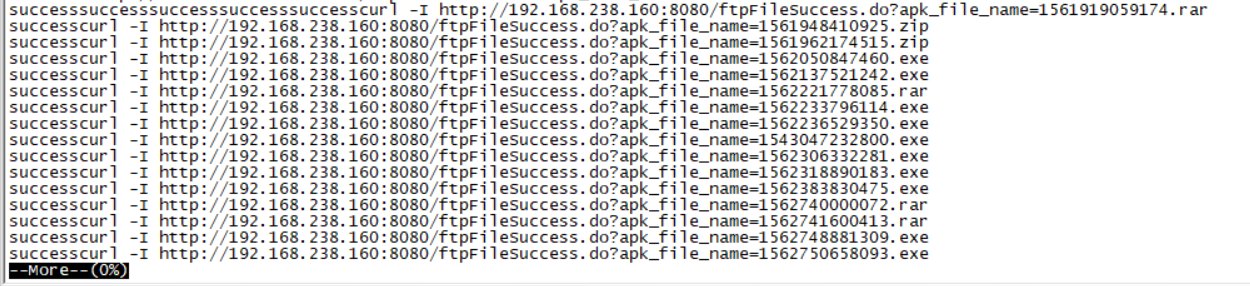 successsuccesssuccesssuccesssuccesscurl -I http://192.168.238.160:8080/ftpFileSuccess.do?apk_file_name=1561919059174.rar
successcurl -I http://192.168.238.160:8080/ftpFileSuccess.do?apk_file_name=1561948410925.zip
successcurl -I http://192.168.238.160:8080/ftpFileSuccess.do?apk_file_name=1561962174515.zip
successcurl -I http://192.168.238.160:8080/ftpFileSuccess.do?apk_file_name=1562050847460.exe
successcurl -I http://192.168.238.160:8080/ftpFileSuccess.do?apk_file_name=1562137521242.exe
successcurl -I http://192.168.238.160:8080/ftpFileSuccess.do?apk_file_name=1562221778085.rar
successcurl -I http://192.168.238.160:8080/ftpFileSuccess.do?apk_file_name=1562233796114.exe
successcurl -I http://192.168.238.160:8080/ftpFileSuccess.do?apk_file_name=1562236529350.exe
successcurl -I http://192.168.238.160:8080/ftpFileSuccess.do?apk_file_name=1543047232800.exe
successcurl -I http://192.168.238.160:8080/ftpFileSuccess.do?apk_file_name=1562306332281.exe
successcurl -I http://192.168.238.160:8080/ftpFileSuccess.do?apk_file_name=1562318890183.exe
successcurl -I http://192.168.238.160:8080/ftpFileSuccess.do?apk_file_name=1562383830475.exe
successcurl -I http://192.168.238.160:8080/ftpFileSuccess.do?apk_file_name=1562740000072.rar
successcurl -I http://192.168.238.160:8080/ftpFileSuccess.do?apk_file_name=1562741600413.rar
successcurl -I http://192.168.238.160:8080/ftpFileSuccess.do?apk_file_name=1562748881309.exe
successcurl -I http://192.168.238.160:8080/ftpFileSuccess.do?apk_file_name=1562750658093.exe
--More--(0%)